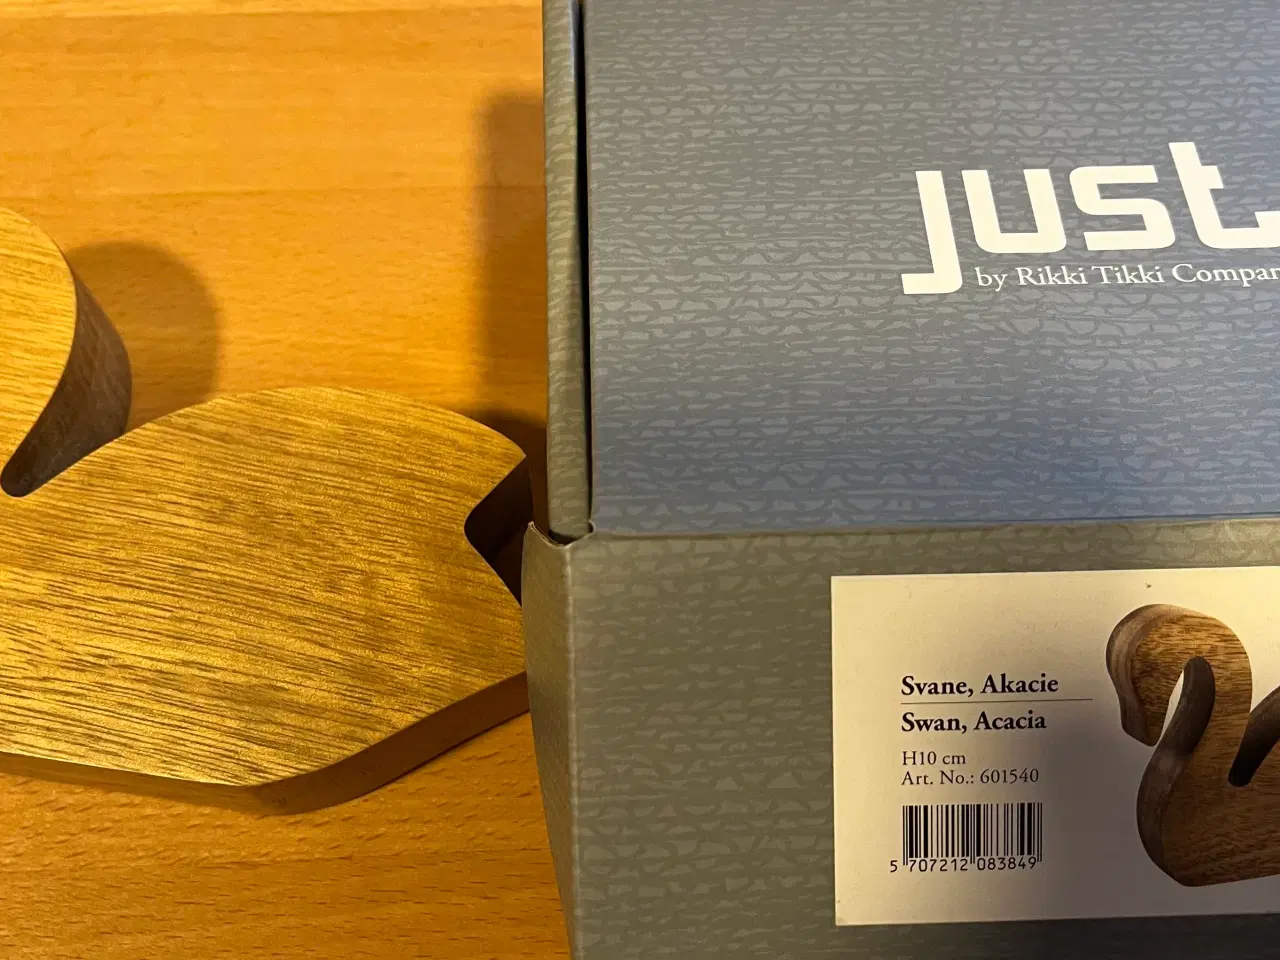 just
by Rikki Tikki Compan
Svane, Akacie
Swan, Acacia
H10 cm
Art. No.: 601540
5 707212 083849